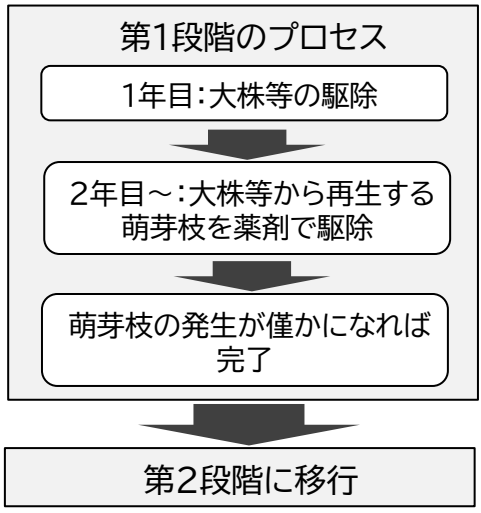 第1段階のプロセス
1年目：大株等の駆除
2年目～：大株等から再生する
萌芽枝を薬剤で駆除
萌芽枝の発生が僅かになれば
完了
第2段階に移行